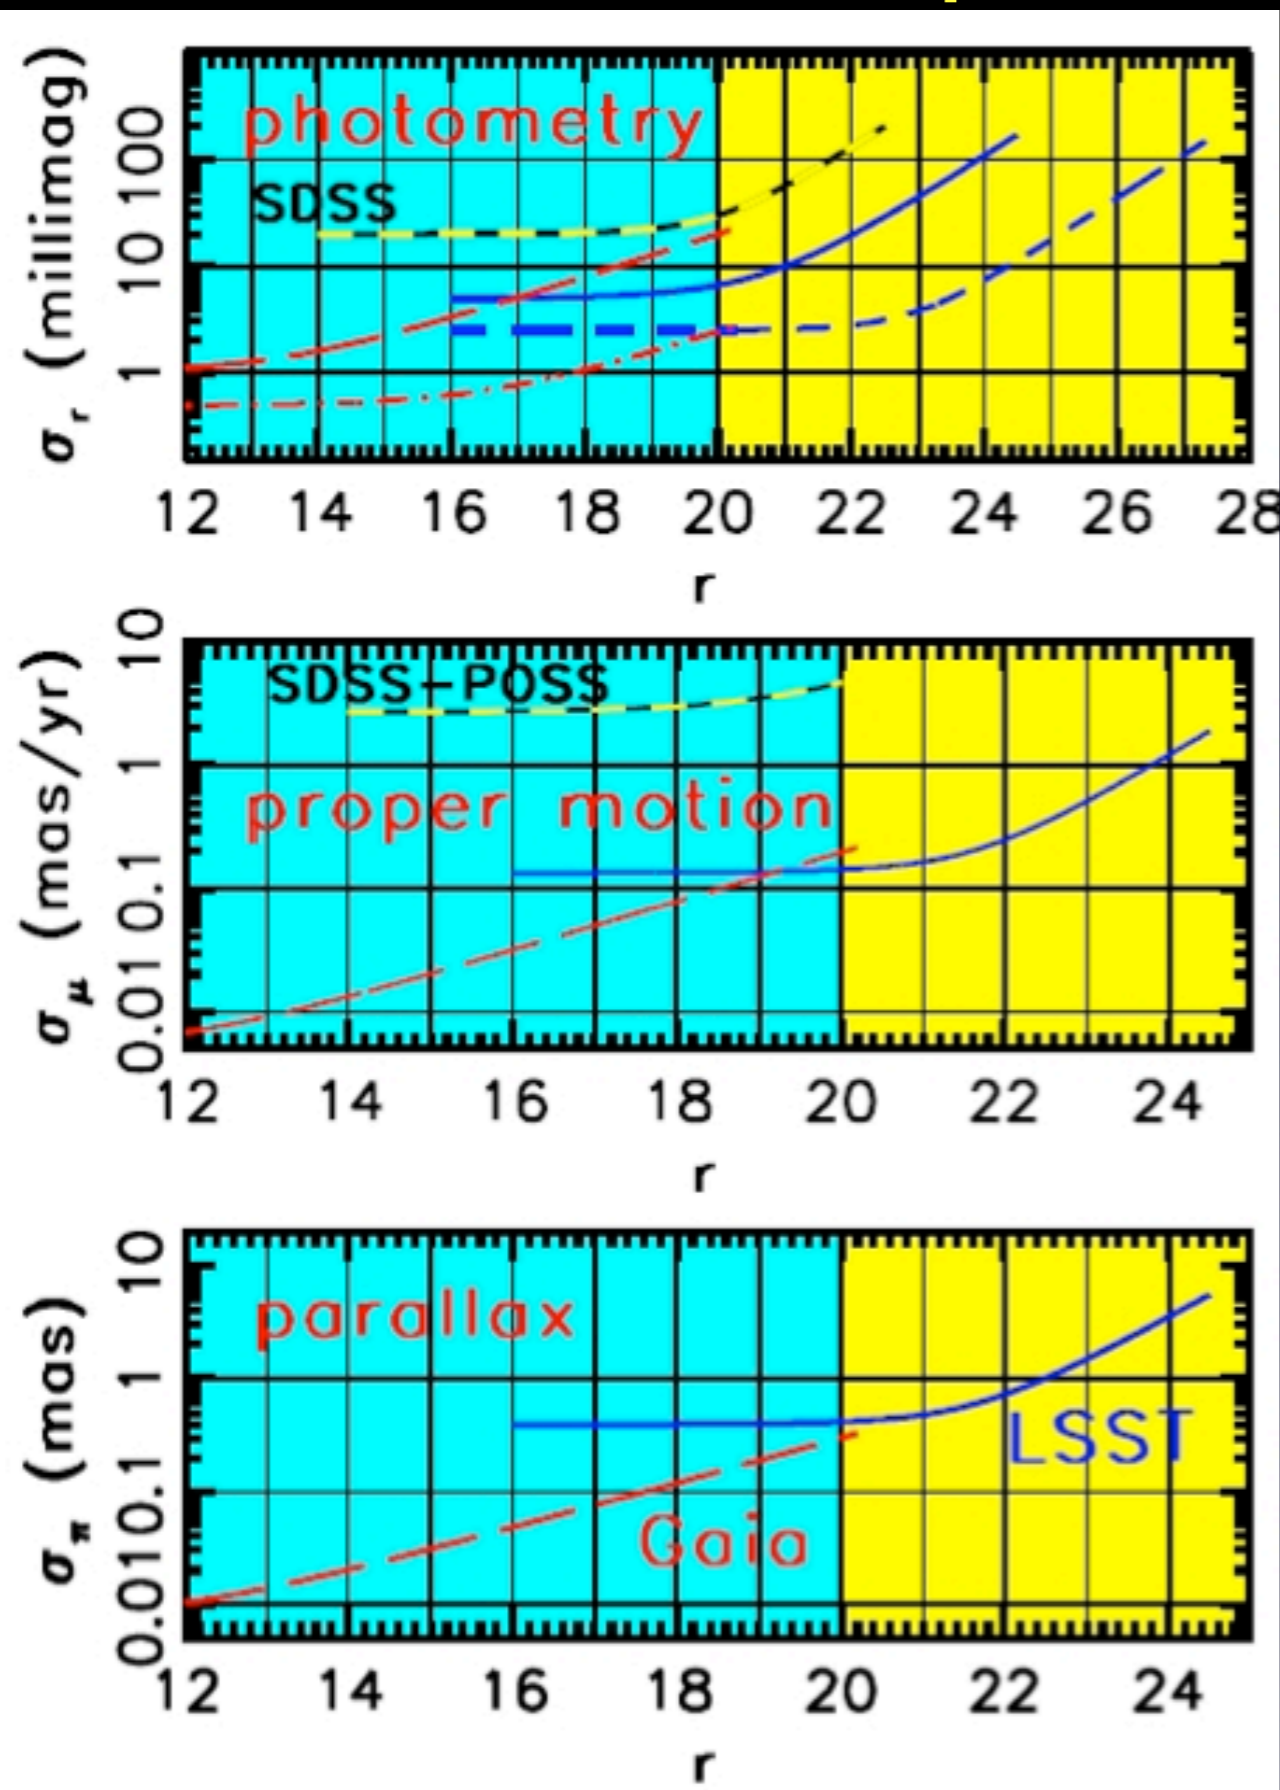 photometry
SDSS
100
10
1
σr (millimag)
12 14 16 18 20 22 24 26 28
r
SDSS-POSS
proper motion
10
1
0.1
0.01
σμ (mas/yr)
12 14 16 18 20 22 24
r
parallax
LSST
Gaia
10
1
0.1
0.01
σπ (mas)
12 14 16 18 20 22 24
r